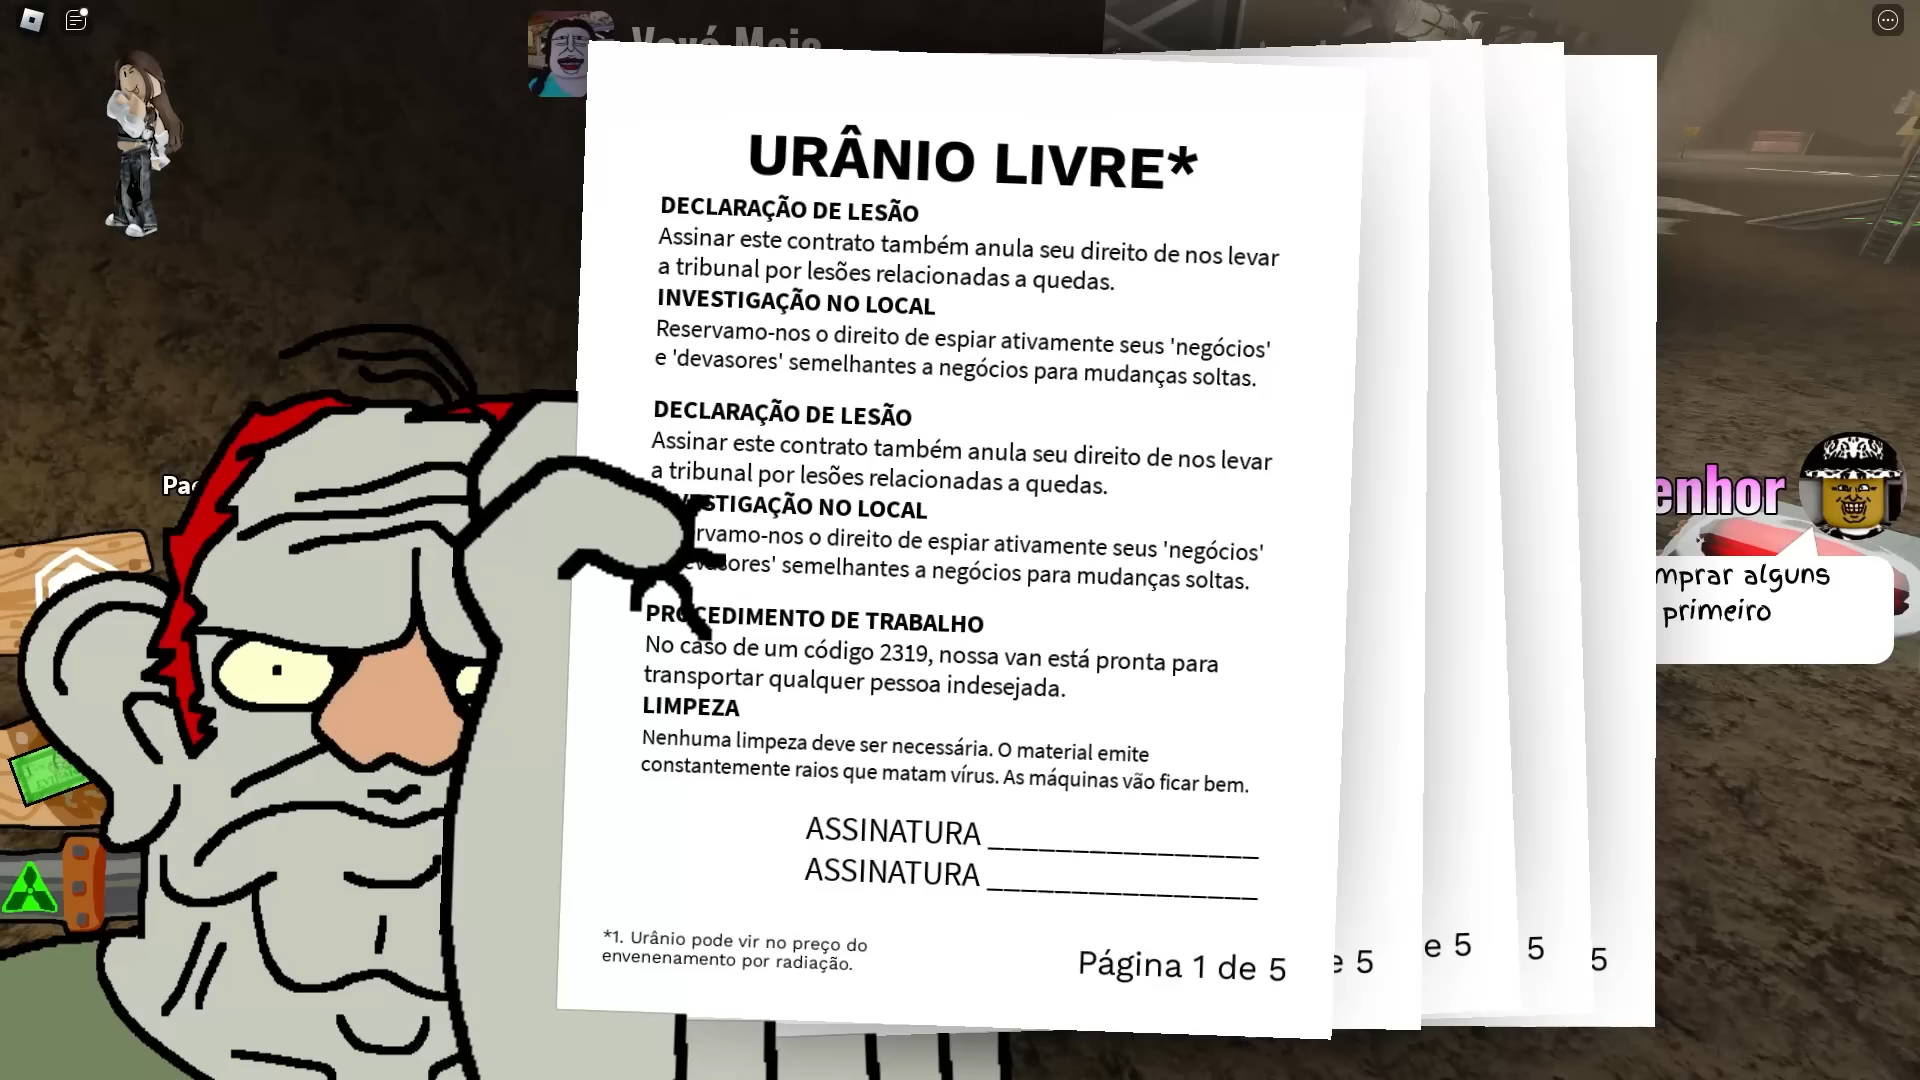 URÂNIO LIVRE*
DECLARAÇÃO DE LESÃO
Assinar este contrato também anula seu direito de nos levar
a tribunal por lesões relacionadas a quedas.
INVESTIGAÇÃO NO LOCAL
Reservamo-nos o direito de espiar ativamente seus 'negócios'
e 'devasores' semelhantes a negócios para mudanças soltas.
DECLARAÇÃO DE LESÃO
Assinar este contrato também anula seu direito de nos levar
a tribunal por lesões relacionadas a quedas.
STIGAÇÃO NO LOCAL
rvamo-nos o direito de espiar ativamente seus 'negócios'
semelhantes a negócios para mudanças soltas.
PROCEDIMENTO DE TRABALHO
No caso de um código 2319, nossa van está pronta para
transportar qualquer pessoa indesejada.
LIMPEZA
Nenhuma limpeza deve ser necessária. O material emite
constantemente raios que matam vírus. As máquinas vão ficar bem.
ASSINATURA ________________
ASSINATURA ________________
*1. Urânio pode vir no preço do
envenenamento por radiação.
Página 1 de 5
e 5
e 5
5
5
enhor
mprar alguns
primeiro